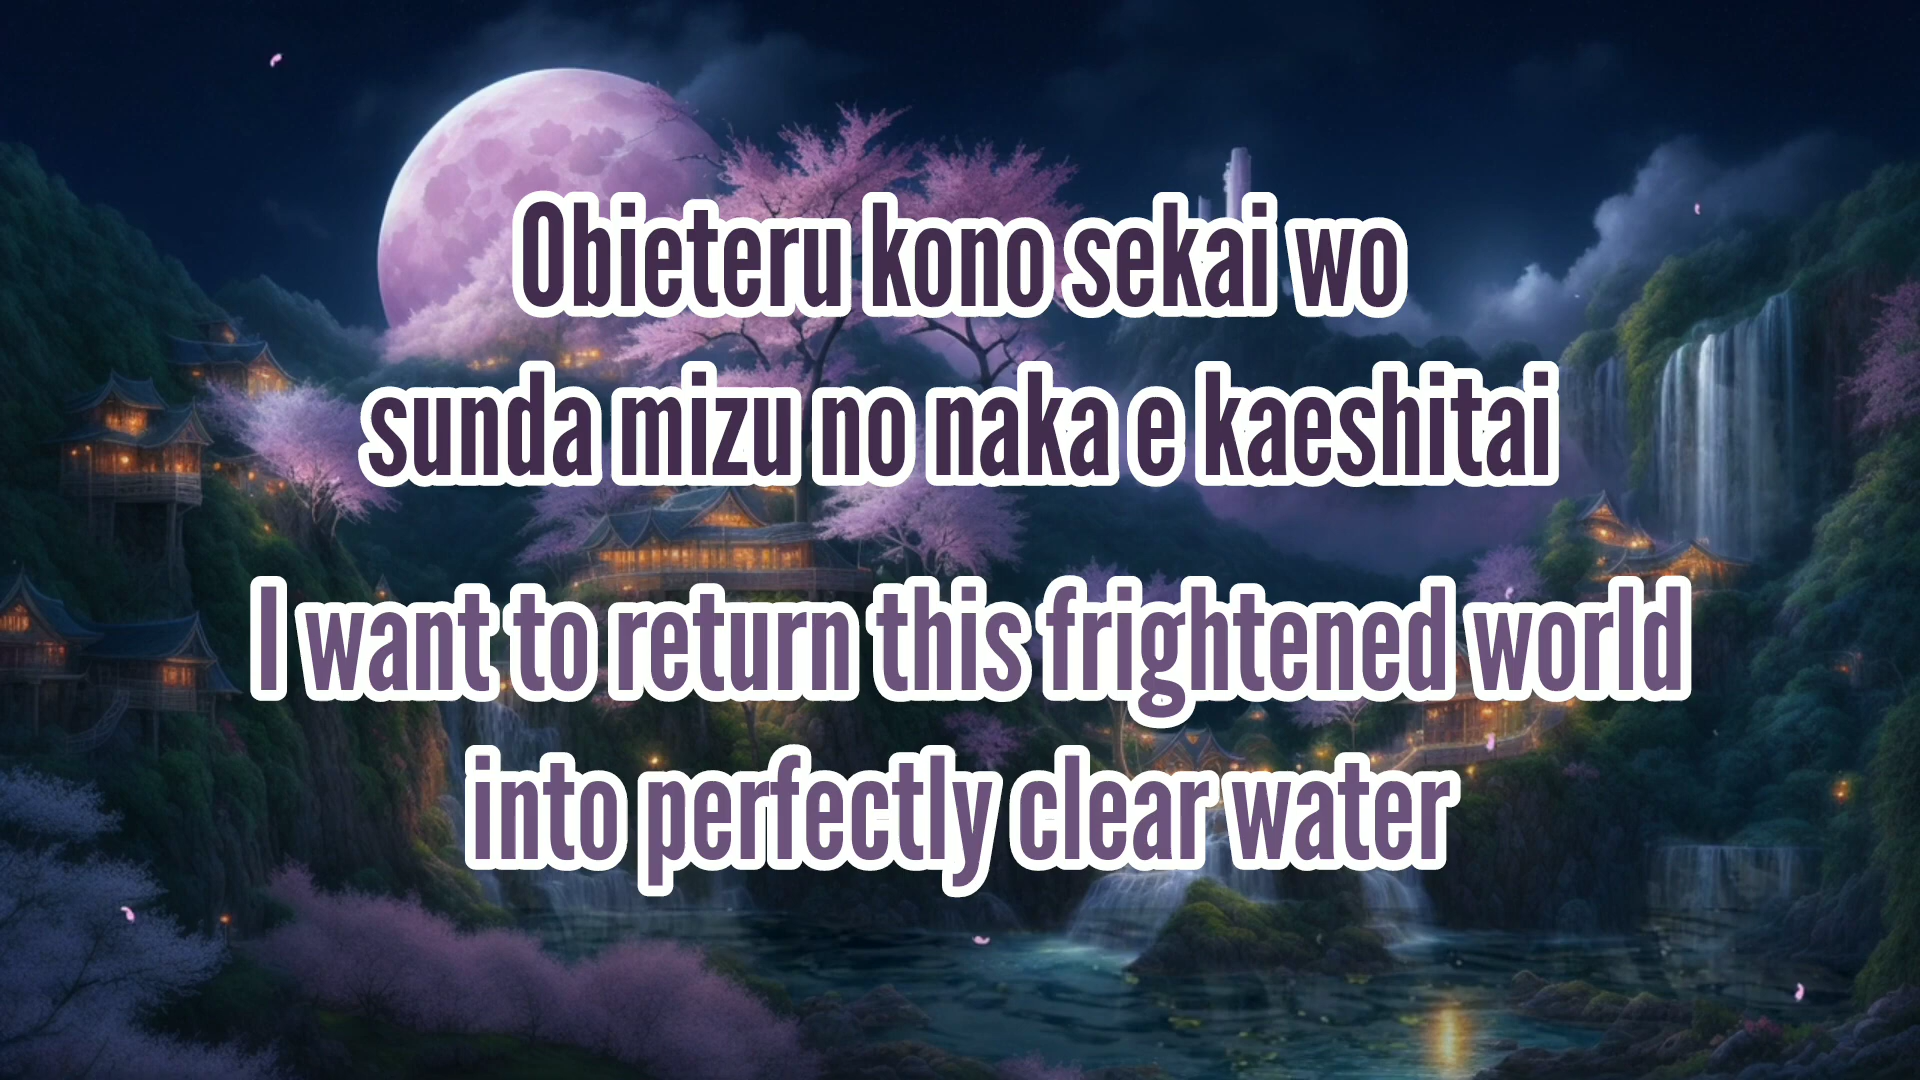 Obieteru kono sekai wo
sunda mizu no naka e kaeshitai
I want to return this frightened world
into perfectly clear water